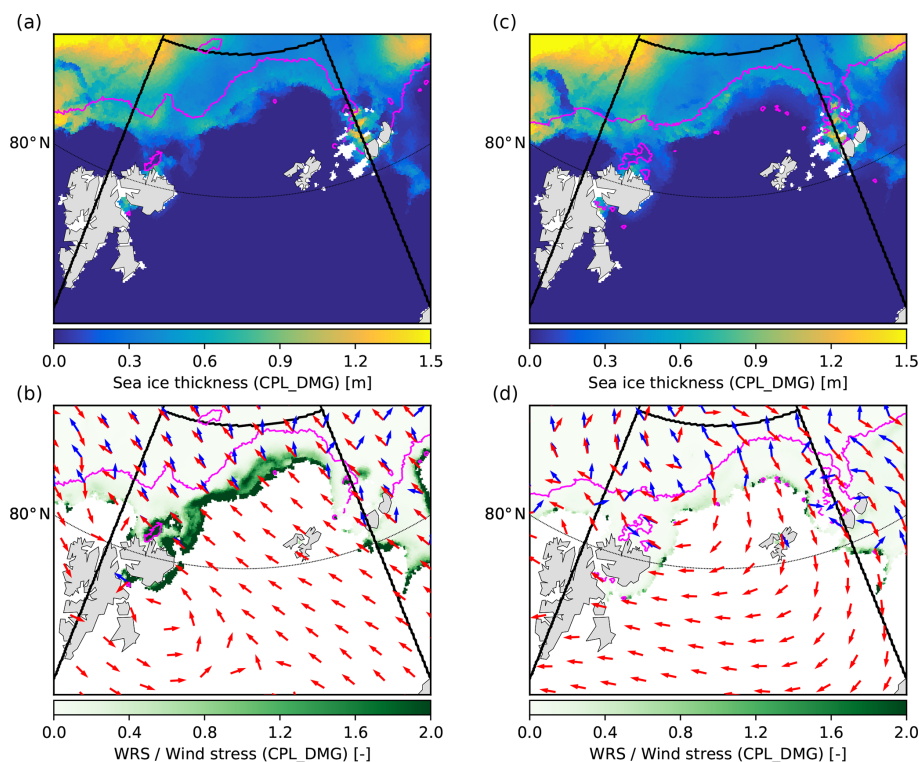 (a)
(c)
80°N
80°N
0.0 0.3 0.6 0.9 1.2 1.5
0.0 0.3 0.6 0.9 1.2 1.5
Sea ice thickness (CPL_DMG) [m]
Sea ice thickness (CPL_DMG) [m]
(b)
(d)
80°N
80°N
0.0 0.4 0.8 1.2 1.6 2.0
0.0 0.4 0.8 1.2 1.6 2.0
WRS / Wind stress (CPL_DMG) [-]
WRS / Wind stress (CPL_DMG) [-]